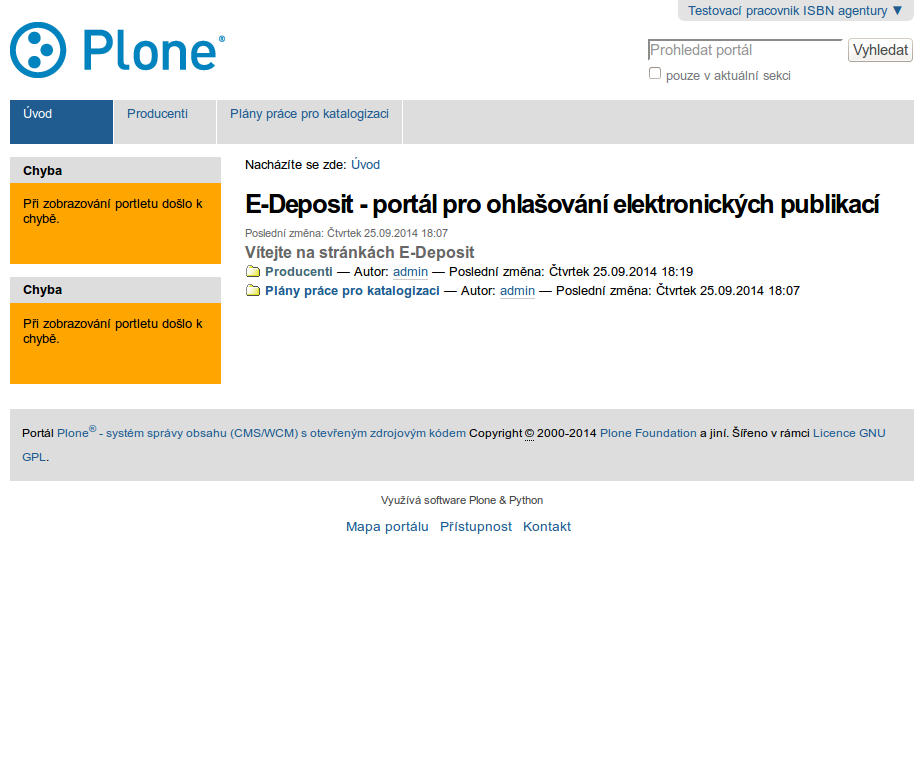 Testovací pracovnik ISBN agentury ▼
Plone®
Prohledat portál
Vyhledat
pouze v aktuální sekci
Úvod
Producenti
Plány práce pro katalogizaci
Chyba
Při zobrazování portletu došlo k
chybě.
Chyba
Při zobrazování portletu došlo k
chybě.
Nacházíte se zde: Úvod
E-Deposit - portál pro ohlašování elektronických publikací
Poslední změna: Čtvrtek 25.09.2014 18:07
Vítejte na stránkách E-Deposit
Producenti — Autor: admin — Poslední změna: Čtvrtek 25.09.2014 18:19
Plány práce pro katalogizaci — Autor: admin — Poslední změna: Čtvrtek 25.09.2014 18:07
Portál Plone® - systém správy obsahu (CMS/WCM) s otevřeným zdrojovým kódem Copyright © 2000-2014 Plone Foundation a jiní. Šířeno v rámci Licence GNU
GPL.
Využívá software Plone & Python
Mapa portálu Přístupnost Kontakt